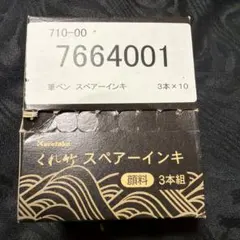 710-00
7664001
筆ペン スペアーインキ 3本×10
Kuretake
くれ竹 スペアーインキ
顔料 3本組